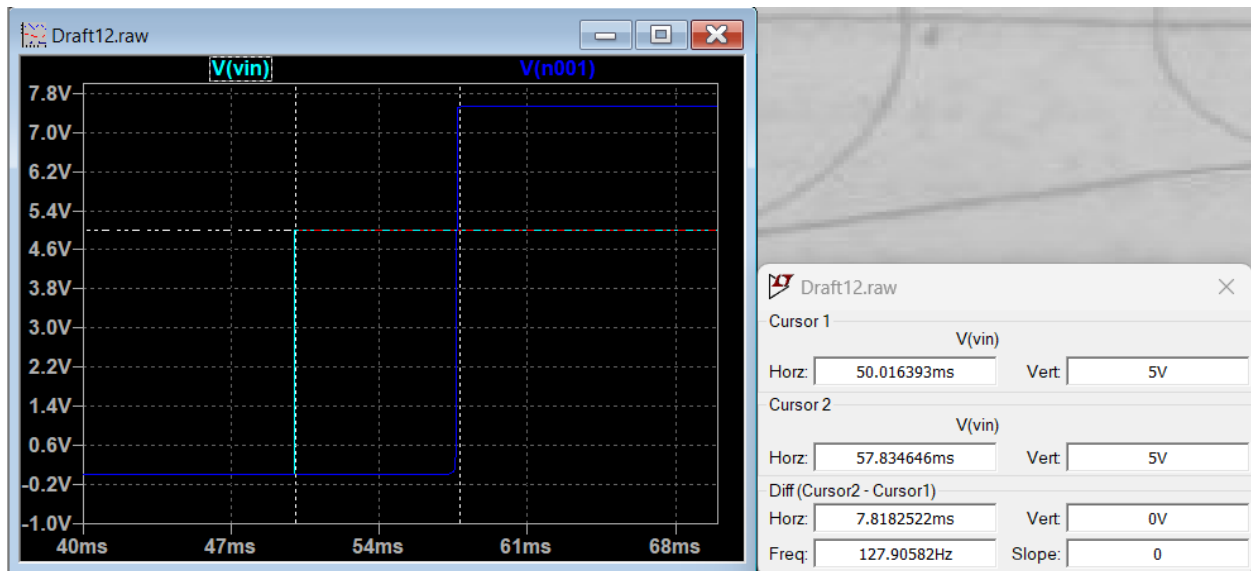 Draft12.raw
V(vin) V(n001)
7.8V
7.0V
6.2V
5.4V
4.6V
3.8V
3.0V
2.2V
1.4V
0.6V
-0.2V
-1.0V
40ms 47ms 54ms 61ms 68ms
Draft12.raw
Cursor 1
V(vin)
Horz: 50.016393ms Vert: 5V
Cursor 2
V(vin)
Horz: 57.834646ms Vert: 5V
Diff (Cursor2 - Cursor1)
Horz: 7.8182522ms Vert: 0V
Freq: 127.90582Hz Slope: 0